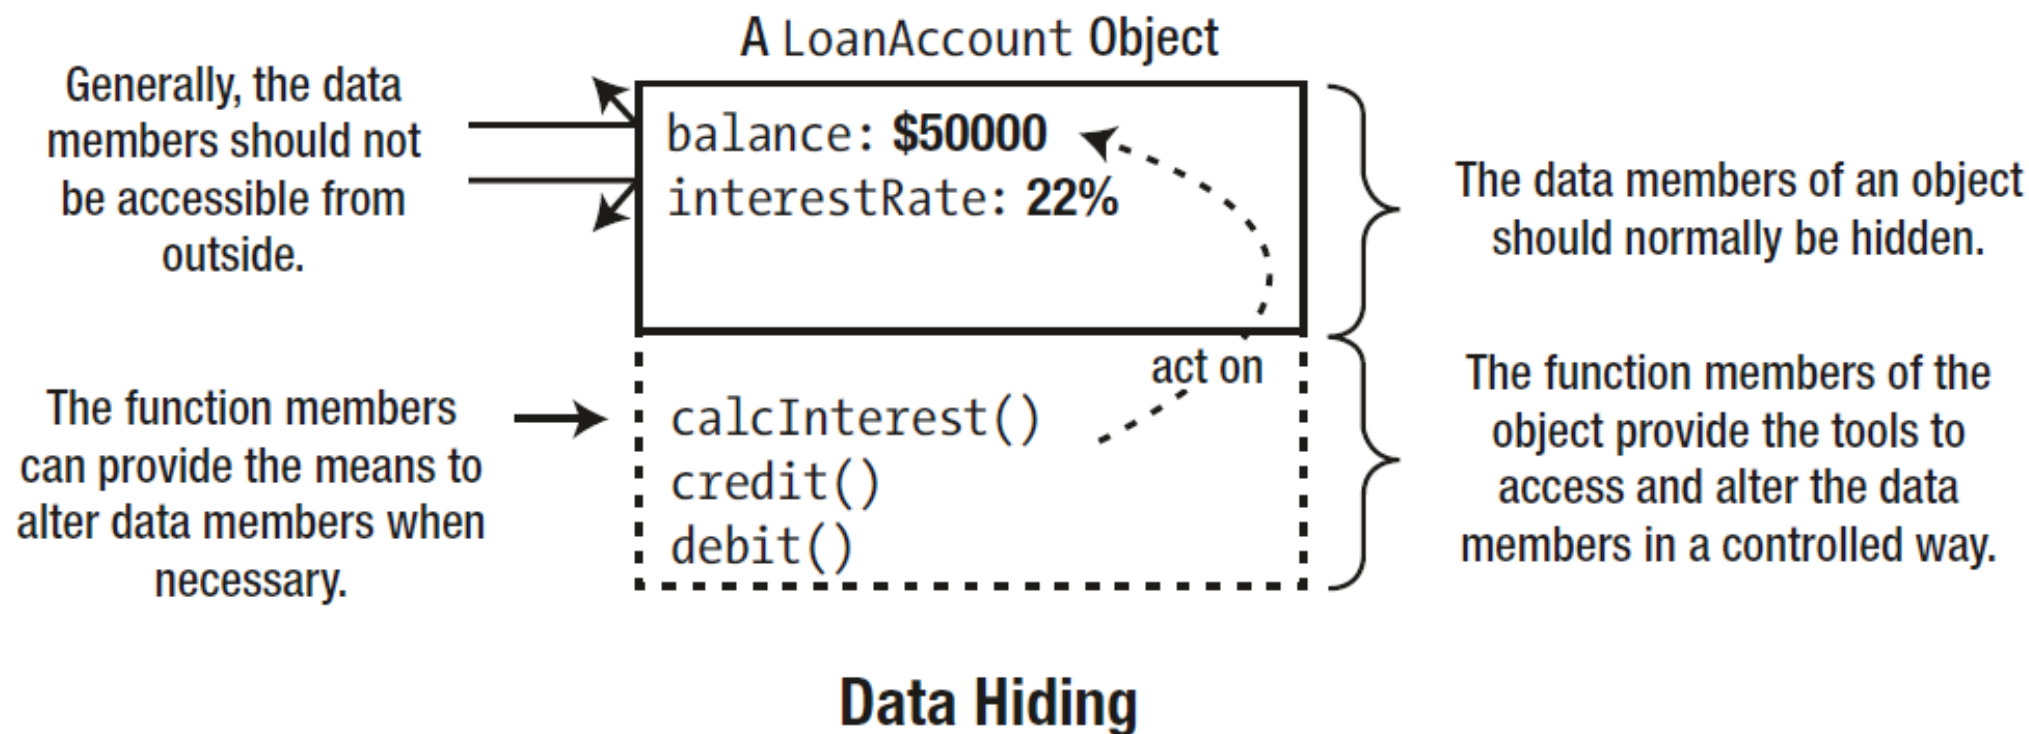 A LoanAccount Object
Generally, the data
members should not
be accessible from
outside.
balance: $50000
interestRate: 22%
The data members of an object
should normally be hidden.
act on
The function members
can provide the means to
alter data members when
necessary.
calcInterest()
credit()
debit()
The function members of the
object provide the tools to
access and alter the data
members in a controlled way.
Data Hiding